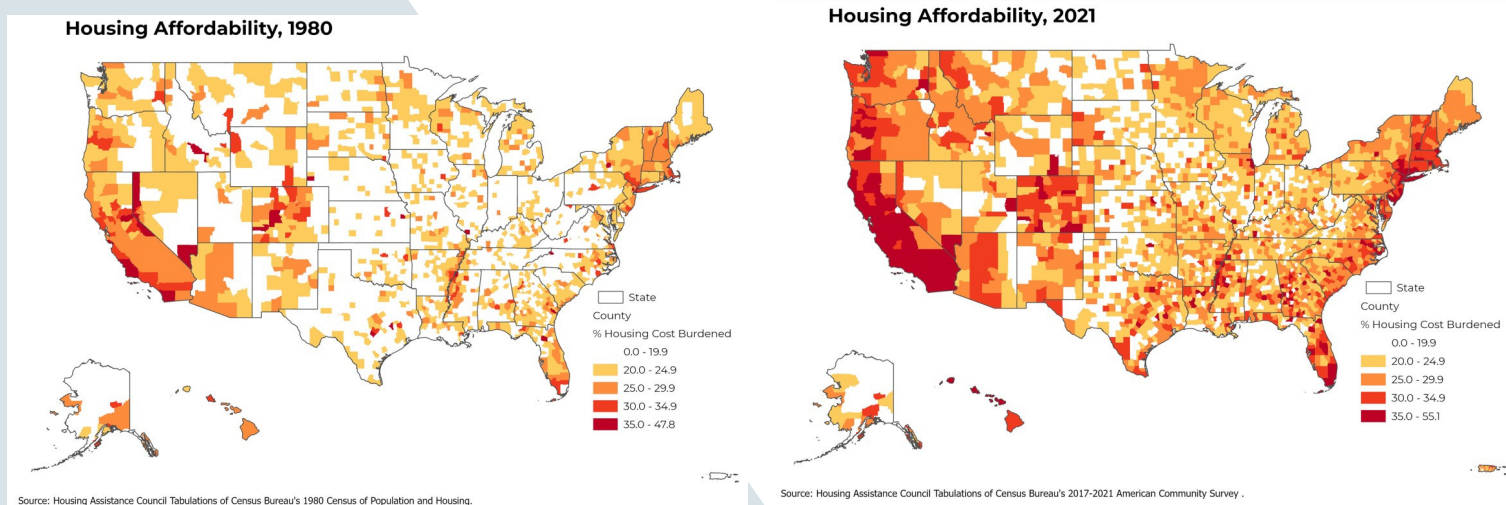 Housing Affordability, 1980
State
County
% Housing Cost Burdened
0.0 - 19.9
20.0 - 24.9
25.0 - 29.9
30.0 - 34.9
35.0 - 47.8
Source: Housing Assistance Council Tabulations of Census Bureau's 1980 Census of Population and Housing.
Housing Affordability, 2021
State
County
% Housing Cost Burdened
0.0 - 19.9
20.0 - 24.9
25.0 - 29.9
30.0 - 34.9
35.0 - 55.1
Source: Housing Assistance Council Tabulations of Census Bureau's 2017-2021 American Community Survey .